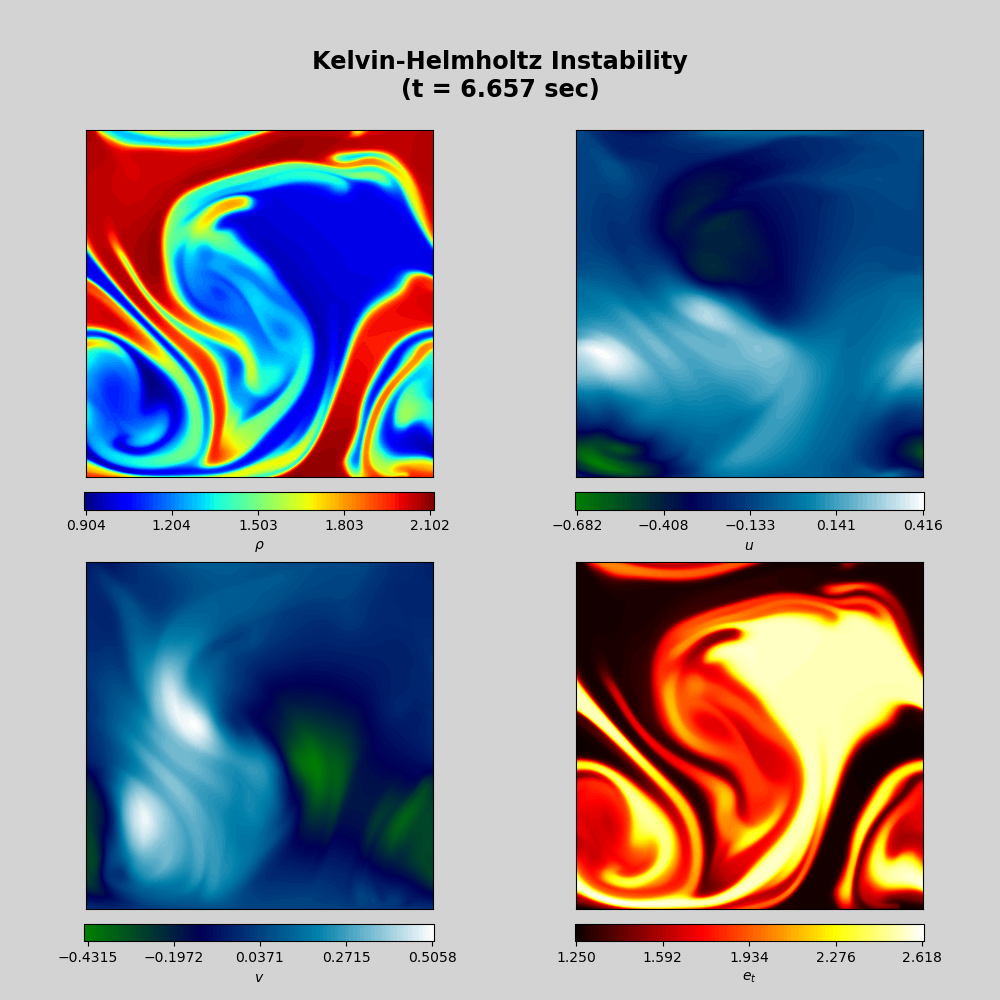 Kelvin-Helmholtz Instability
(t = 6.657 sec)
0.904 1.204 1.503 1.803 2.102
ρ
−0.682 −0.408 −0.133 0.141 0.416
u
−0.4315 −0.1972 0.0371 0.2715 0.5058
v
1.250 1.592 1.934 2.276 2.618
e_t